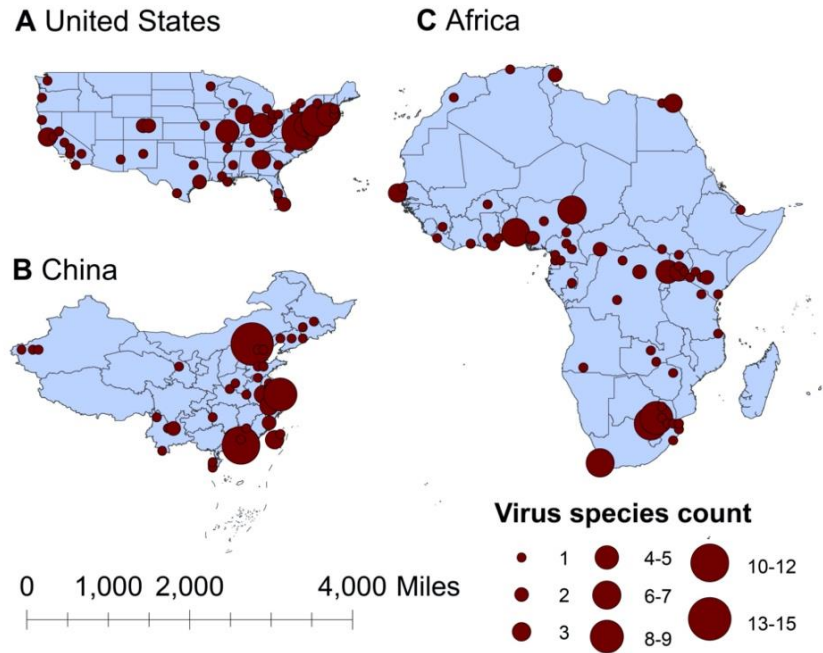 A United States
C Africa
B China
Virus species count
1
2
3
4-5
6-7
8-9
10-12
13-15
0 1,000 2,000 4,000 Miles